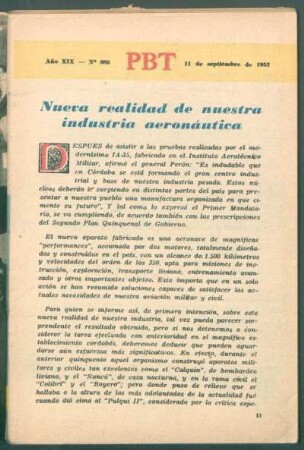 Año XIX — Nº 886
PBT
11 de septiembre de 1953
Nueva realidad de nuestra
industria aeronáutica
DESPUES de asistir a las pruebas realizadas por el mo-
dernísimo IA-35, fabricado en el Instituto Aerotécnico
Militar, afirmó el general Perón: "Es indudable que
en Córdoba se está formando el gran centro indus-
trial y base de nuestra industria pesada. Estos nú-
cleos deberán ir surgiendo en distintas partes del país para pre-
sentar a nuestro pueblo una manufactura organizada en que ci-
mente su futuro". Y tal como lo expresó el Primer Mandata-
rio, se va cumpliendo, de acuerdo también con las prescripciones
del Segundo Plan Quinquenal de Gobierno.
El nuevo aparato fabricado es una aeronave de magníficas
"performances", accionada por dos motores, totalmente diseña-
dos y construídos en el país, con un alcance de 1.500 kilómetros
y velocidades del orden de los 350, apta para misiones de ins-
trucción, exploración, transporte liviano, entrenamiento avan-
zado y otros importantes objetos. Esto importa que en un solo
avión se han reunido soluciones capaces de satisfacer las ac-
tuales necesidades de nuestra aviación militar y civil.
Para quien se informe así, de primera intención, sobre esta
nueva realidad de nuestra industria, tal vez pueda parecer sor-
prendente el resultado obtenido, pero si nos detenemos a con-
siderar la tarea efectuada con anterioridad en el magnífico es-
tablecimiento cordobés, deberemos deducir que pueden aguar-
darse aún esfuerzos más significativos. En efecto, durante el
anterior quinquenio aquel organismo construyó aparatos milita-
res y civiles tan excelentes como el "Calquín", de bombardeo
liviano, y el "Ñancú", de caza nocturna, y en la rama civil el
"Colibrí" y el "Boyero"; pero donde puso de relieve que se
hallaba a la altura de las más adelantadas de la actualidad fué
cuando dió cima al "Pulqui II", considerado por la crítica espe-
11